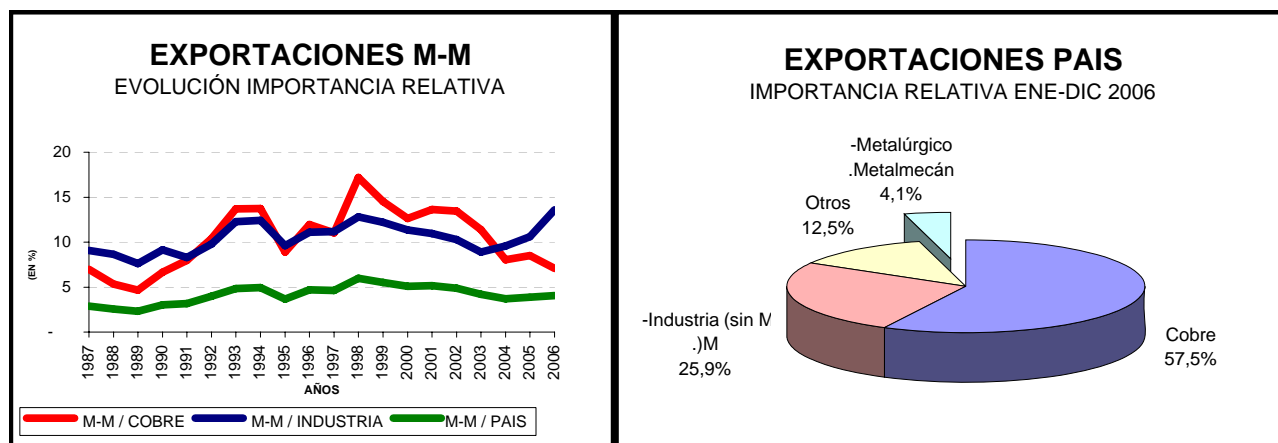 EXPORTACIONES M-M
EVOLUCIÓN IMPORTANCIA RELATIVA
(EN %)
20
15
10
5
-
1987
1988
1989
1990
1991
1992
1993
1994
1995
1996
1997
1998
1999
2000
2001
2002
2003
2004
2005
2006
AÑOS
M-M / COBRE
M-M / INDUSTRIA
M-M / PAIS
EXPORTACIONES PAIS
IMPORTANCIA RELATIVA ENE-DIC 2006
-Metalúrgico
.Metalmecán
4,1%
Otros
12,5%
-Industria (sin M
.)M
25,9%
Cobre
57,5%